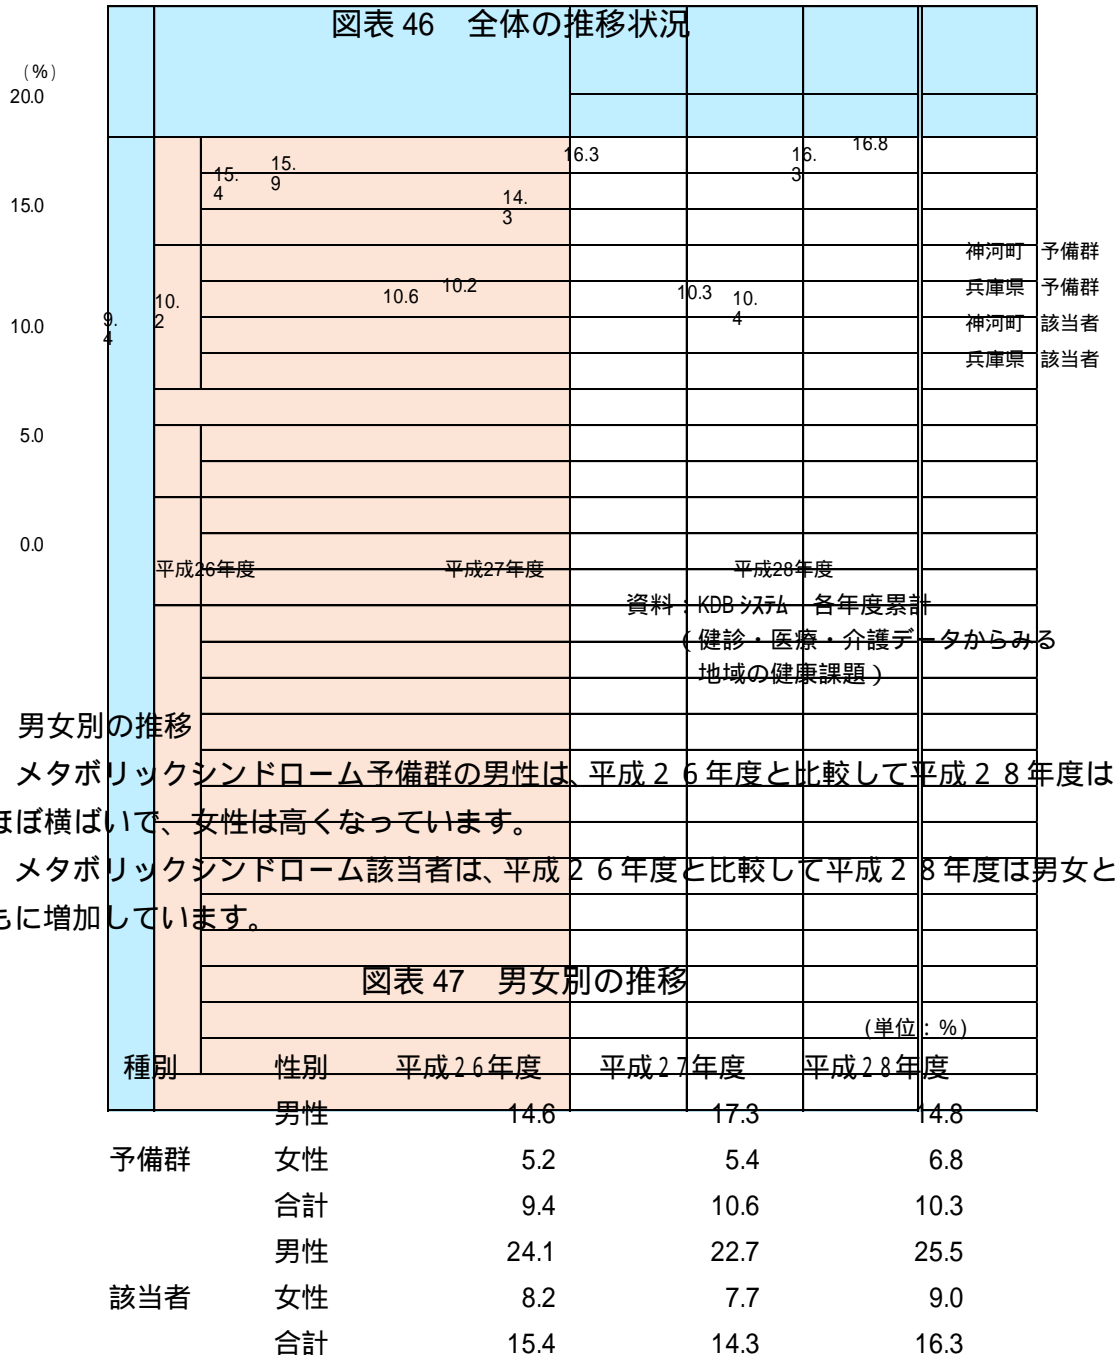 図表 46　全体の推移状況
(%)
20.0
15.0
10.0
5.0
0.0
9.4
10.2
15.4
15.9
10.6
10.2
14.3
16.3
10.3
10.4
16.3
16.8
神河町　予備群
兵庫県　予備群
神河町　該当者
兵庫県　該当者
平成26年度　平成27年度　平成28年度
資料：KDB システム　各年度累計
(健診・医療・介護データからみる
地域の健康課題)
男女別の推移
メタボリックシンドローム予備群の男性は、平成２６年度と比較して平成２８年度は
ほぼ横ばいで、女性は高くなっています。
メタボリックシンドローム該当者は、平成２６年度と比較して平成２８年度は男女と
もに増加しています。
図表 47　男女別の推移
(単位：%)
種別　性別　平成26年度　平成27年度　平成28年度
男性　14.6　17.3　14.8
予備群　女性　5.2　5.4　6.8
合計　9.4　10.6　10.3
男性　24.1　22.7　25.5
該当者　女性　8.2　7.7　9.0
合計　15.4　14.3　16.3